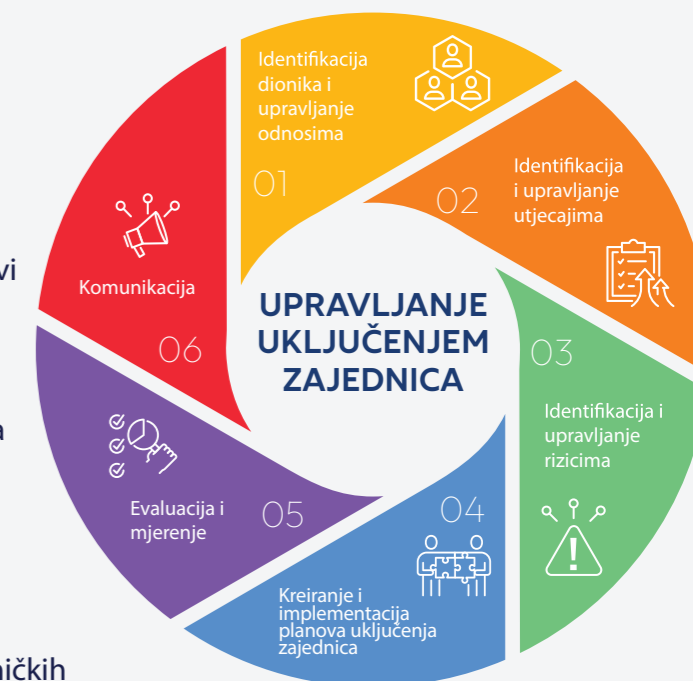 Identifikacija
dionika i
upravljanje
odnosima
01
Identifikacija
i upravljanje
utjecajima
02
03
Identifikacija i
upravljanje
rizicima
04
Kreiranje i
implementacija
planova uključenja
zajednica
05
Evaluacija i
mjerenje
Komunikacija
06
UPRAVLJANJE
UKLJUČENJEM
ZAJEDNICA
vi
a
ničkih